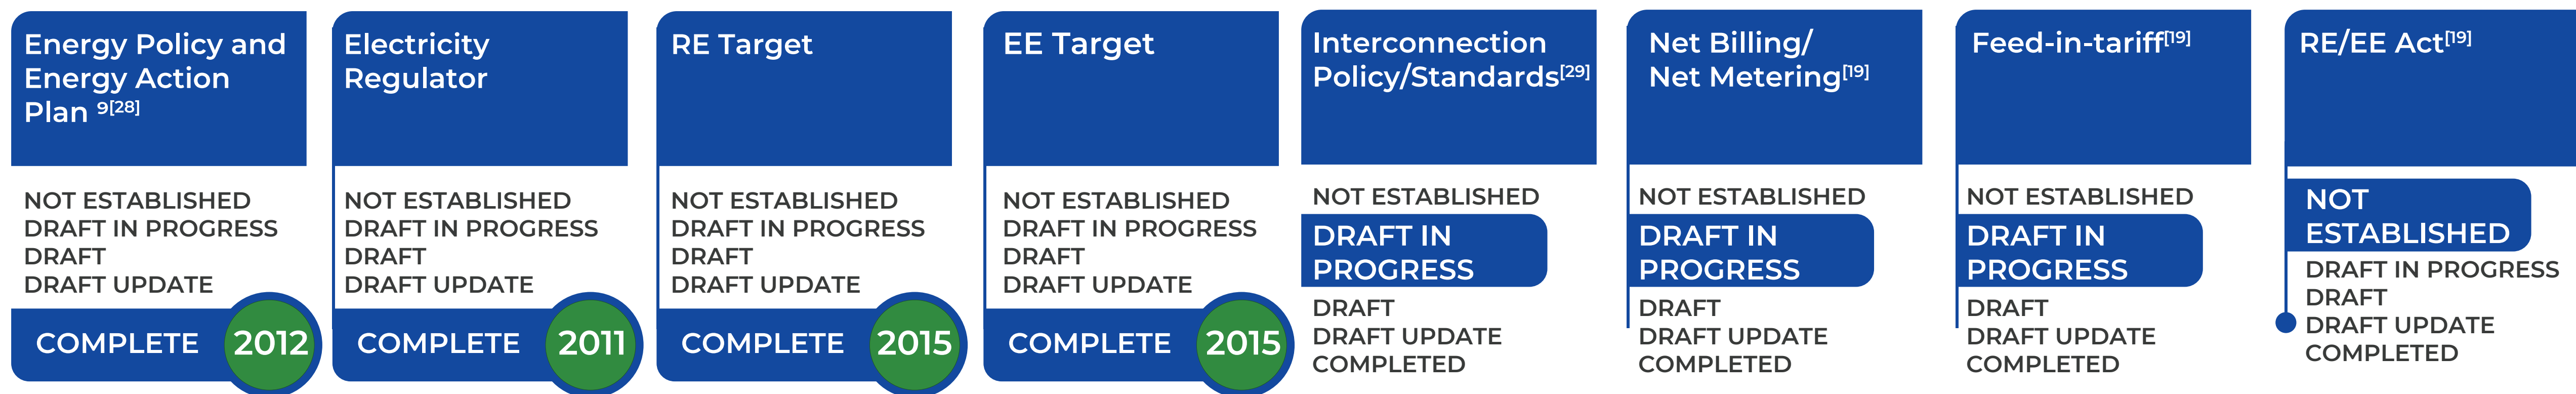 Energy Policy and
Energy Action
Plan 9[28]
NOT ESTABLISHED
DRAFT IN PROGRESS
DRAFT
DRAFT UPDATE
COMPLETE 2012
Electricity
Regulator
NOT ESTABLISHED
DRAFT IN PROGRESS
DRAFT
DRAFT UPDATE
COMPLETE 2011
RE Target
NOT ESTABLISHED
DRAFT IN PROGRESS
DRAFT
DRAFT UPDATE
COMPLETE 2015
EE Target
NOT ESTABLISHED
DRAFT IN PROGRESS
DRAFT
DRAFT UPDATE
COMPLETE 2015
Interconnection
Policy/Standards[29]
NOT ESTABLISHED
DRAFT IN
PROGRESS
DRAFT
DRAFT UPDATE
COMPLETED
Net Billing/
Net Metering[19]
NOT ESTABLISHED
DRAFT IN
PROGRESS
DRAFT
DRAFT UPDATE
COMPLETED
Feed-in-tariff[19]
NOT ESTABLISHED
DRAFT IN
PROGRESS
DRAFT
DRAFT UPDATE
COMPLETED
RE/EE Act[19]
NOT
ESTABLISHED
DRAFT IN PROGRESS
DRAFT
DRAFT UPDATE
COMPLETED